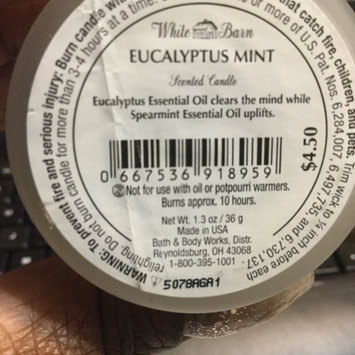 White Barn
EUCALYPTUS MINT
Scented Candle
Eucalyptus Essential Oil clears the mind while
Spearmint Essential Oil uplifts.
0 667536 918959
$4.50
Not for use with oil or potpourri warmers.
Burns approx. 10 hours.
Net Wt. 1.3 oz / 36 g
Made in USA
Bath & Body Works, Distr.
Reynoldsburg, OH 43068
1-800-395-1001
5078AGA1
WARNING: To prevent fire and serious injury: Burn candle within that catch fire, children, and pets. Trim wick to ¼ inch before each
relighting. Do not burn candle for more than 3-4 hours at a time. or more of U.S. Pat. Nos. 6,284,007, 6,497,735, and 6,730,137